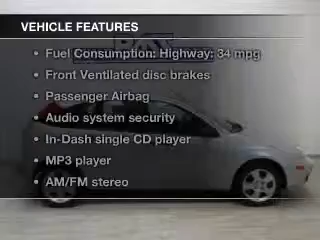 VEHICLE FEATURES
• Fuel Consumption: Highway: 34 mpg
• Front Ventilated disc brakes
• Passenger Airbag
• Audio system security
• In-Dash single CD player
• MP3 player
• AM/FM stereo